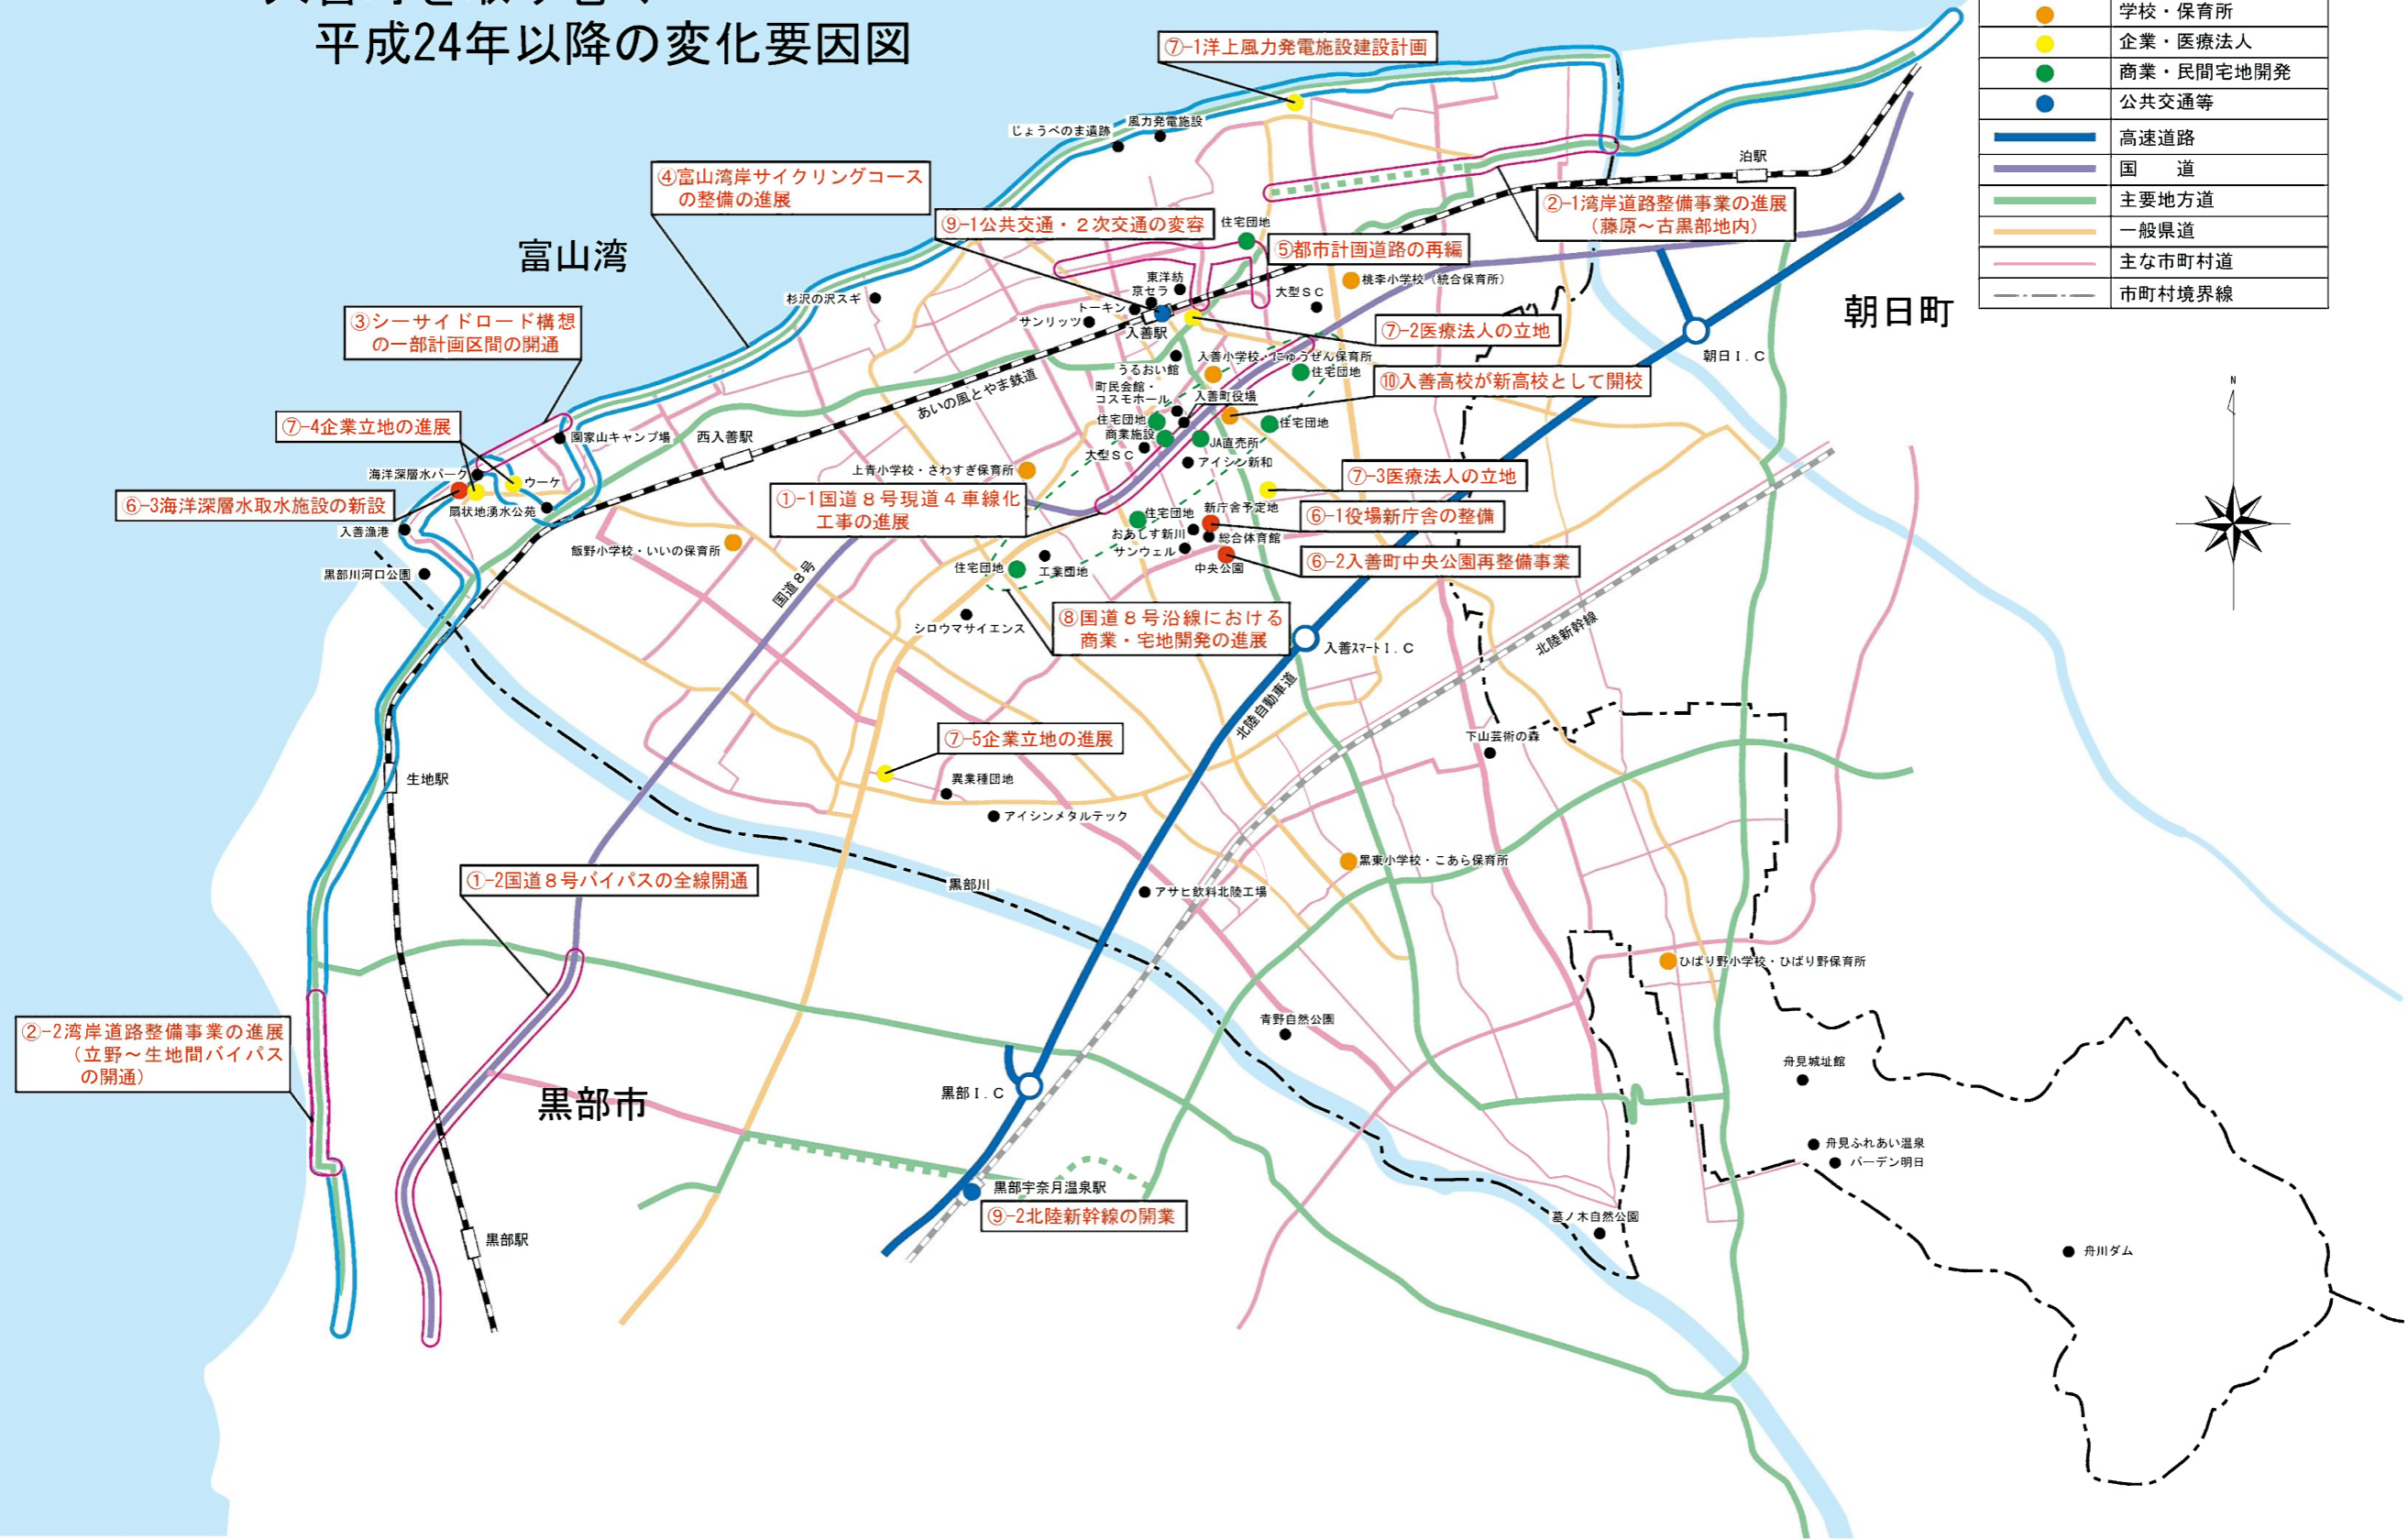 平成24年以降の変化要因図
学校・保育所
企業・医療法人
商業・民間宅地開発
公共交通等
高速道路
国　道
主要地方道
一般県道
主な市町村道
市町村境界線
⑦-1洋上風力発電施設建設計画
じょうべのま遺跡
風力発電施設
泊駅
④富山湾岸サイクリングコース
の整備の進展
②-1湾岸道路整備事業の進展
（藤原～古黒部地内）
⑨-1公共交通・２次交通の変容
住宅団地
⑤都市計画道路の再編
富山湾
朝日町
N
桃李小学校（統合保育所）
東洋紡
京セラ
大型ＳＣ
杉沢の沢スギ
トーキン
サンリッツ
入善駅
③シーサイドロード構想
の一部計画区間の開通
⑦-2医療法人の立地
朝日Ｉ.Ｃ
入善小学校・にゅうぜん保育所
うるおい館
住宅団地
⑩入善高校が新高校として開校
あいの風とやま鉄道
町民会館・
コスモホール
入善町役場
住宅団地
住宅団地
商業施設
JA直売所
大型ＳＣ
アイシン新和
⑦-4企業立地の進展
園家山キャンプ場
西入善駅
海洋深層水パーク
ウーケ
上青小学校・さわすぎ保育所
⑦-3医療法人の立地
⑥-3海洋深層水取水施設の新設
扇状地湧水公苑
①-1国道８号現道４車線化
工事の進展
住宅団地
新庁舎予定地
⑥-1役場新庁舎の整備
入善漁港
おあしす新川
総合体育館
サンウェル
飯野小学校・いいの保育所
中央公園
⑥-2入善町中央公園再整備事業
黒部川河口公園
国道８号
住宅団地
工業団地
シロウマサイエンス
⑧国道８号沿線における
商業・宅地開発の進展
入善ｽﾏｰﾄＩ.Ｃ
北陸新幹線
北陸自動車道
⑦-5企業立地の進展
下山芸術の森
生地駅
異業種団地
アイシンメタルテック
①-2国道８号バイパスの全線開通
黒部川
アサヒ飲料北陸工場
黒東小学校・こあら保育所
ひばり野小学校・ひばり野保育所
②-2湾岸道路整備事業の進展
（立野～生地間バイパス
の開通）
青野自然公園
舟見城址館
黒部市
黒部Ｉ.Ｃ
舟見ふれあい温泉
バーデン明日
黒部宇奈月温泉駅
⑨-2北陸新幹線の開業
墓ノ木自然公園
黒部駅
舟川ダム